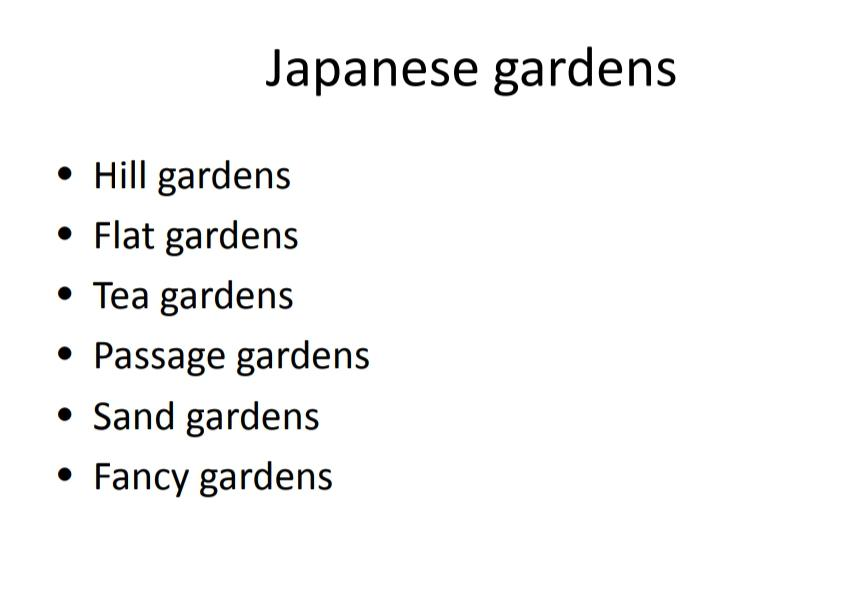 Japanese gardens
• Hill gardens
• Flat gardens
• Tea gardens
• Passage gardens
• Sand gardens
• Fancy gardens